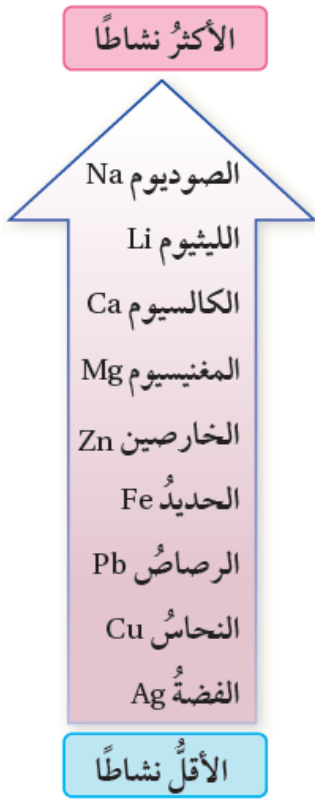 الأكثرُ نشاطًا
الصوديوم Na
الليثيوم Li
الكالسيوم Ca
المغنيسيوم Mg
الخارصين Zn
الحديدُ Fe
الرصاصُ Pb
النحاسُ Cu
الفضةُ Ag
الأقلُّ نشاطًا